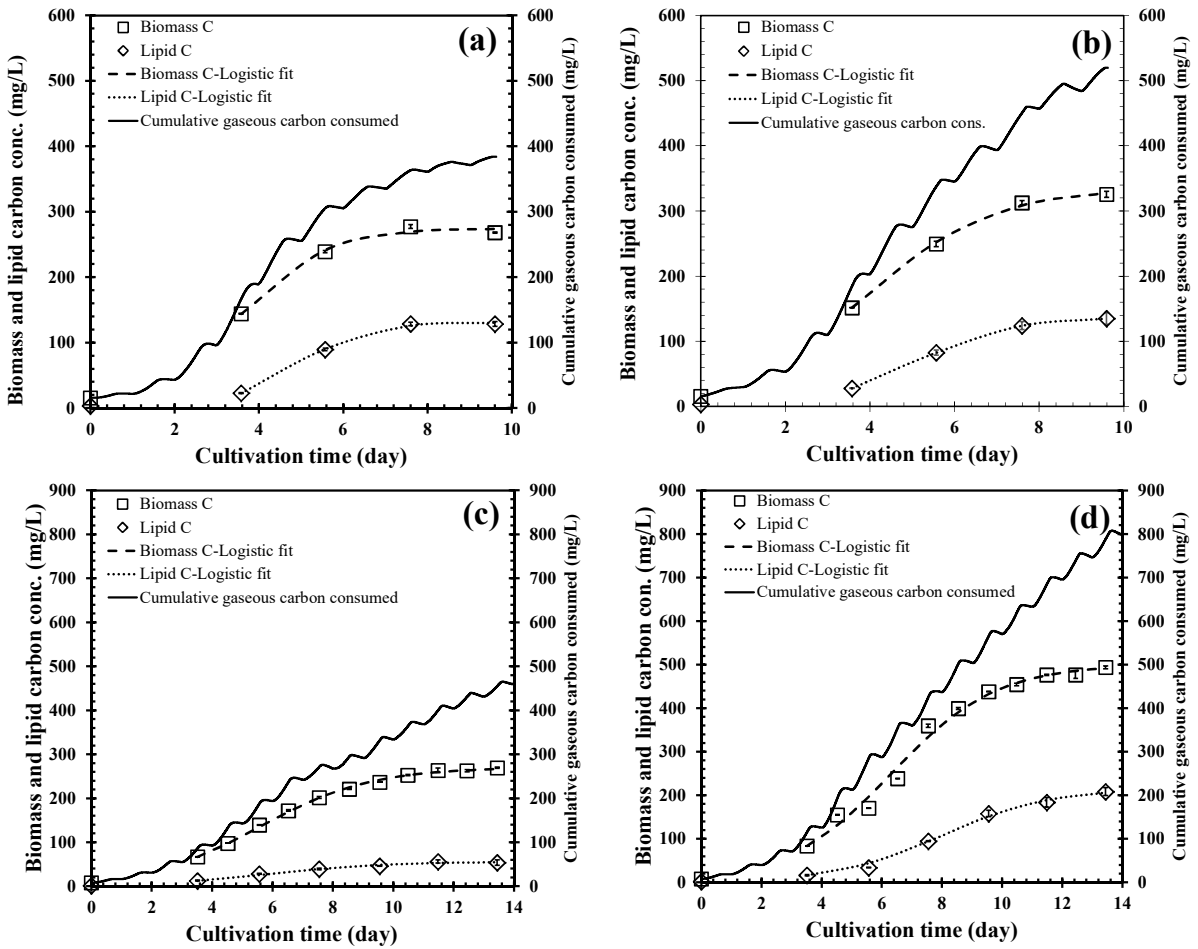 (a)
Biomass C
Lipid C
Biomass C-Logistic fit
Lipid C-Logistic fit
Cumulative gaseous carbon consumed
Biomass and lipid carbon conc. (mg/L)
600
500
400
300
200
100
0
0 2 4 6 8 10
Cultivation time (day)
600
500
400
300
200
100
0
Cumulative gaseous carbon consumed (mg/L)
(b)
Biomass C
Lipid C
Biomass C-Logistic fit
Lipid C-Logistic fit
Cumulative gaseous carbon cons.
Biomass and lipid carbon conc. (mg/L)
600
500
400
300
200
100
0
0 2 4 6 8 10
Cultivation time (day)
600
500
400
300
200
100
0
Cumulative gaseous carbon consumed (mg/L)
(c)
Biomass C
Lipid C
Biomass C-Logistic fit
Lipid C-Logistic fit
Cumulative gaseous carbon consumed
Biomass and lipid carbon conc. (mg/L)
900
800
700
600
500
400
300
200
100
0
0 2 4 6 8 10 12 14
Cultivation time (day)
900
800
700
600
500
400
300
200
100
0
Cumulative gaseous carbon consumed (mg/L)
(d)
Biomass C
Lipid C
Biomass C-Logistic fit
Lipid C-Logistic fit
Cumulative gaseous carbon consumed
Biomass and lipid carbon con. (mg/L)
900
800
700
600
500
400
300
200
100
0
0 2 4 6 8 10 12 14
Cultivation time (day)
900
800
700
600
500
400
300
200
100
0
Cumulative gaseous carbon consumed (mg/L)